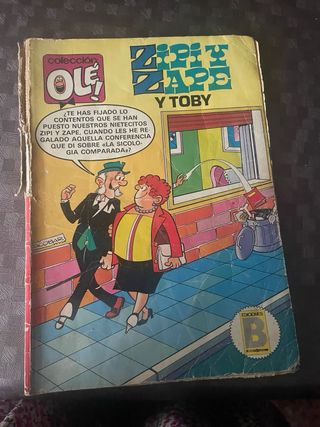 colección
OLÉ!
ZIPI Y
ZAPE
Y TOBY
¿TE HAS FIJADO LO
CONTENTOS QUE SE HAN
PUESTO NUESTROS NIETECITOS
ZIPI Y ZAPE, CUANDO LES HE RE-
GALADO AQUELLA CONFERENCIA
QUE DI SOBRE «LA SICOLO-
GIA COMPARADA»?
ESCOBAR
EDICIONES
B